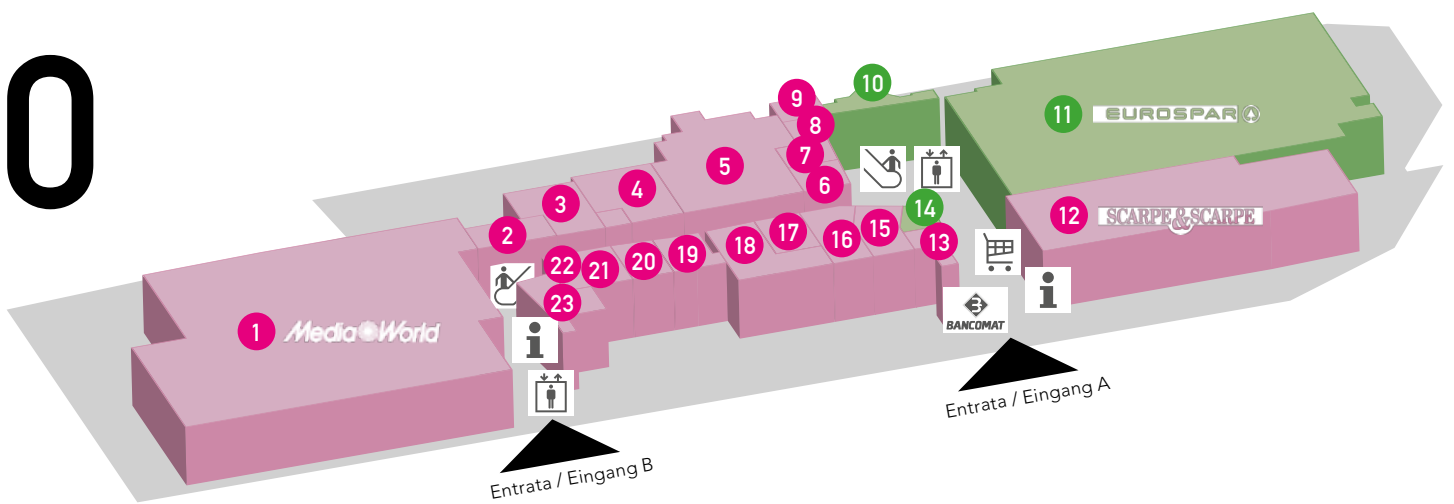 0
9
10
8
11 EUROSPAR
7
5
6
4
3
14
12 SCARPE&SCARPE
2
17
15
18
16
13
22
21
20
19
23
1 MediaWorld
i
i
BANCOMAT
Entrata / Eingang A
Entrata / Eingang B